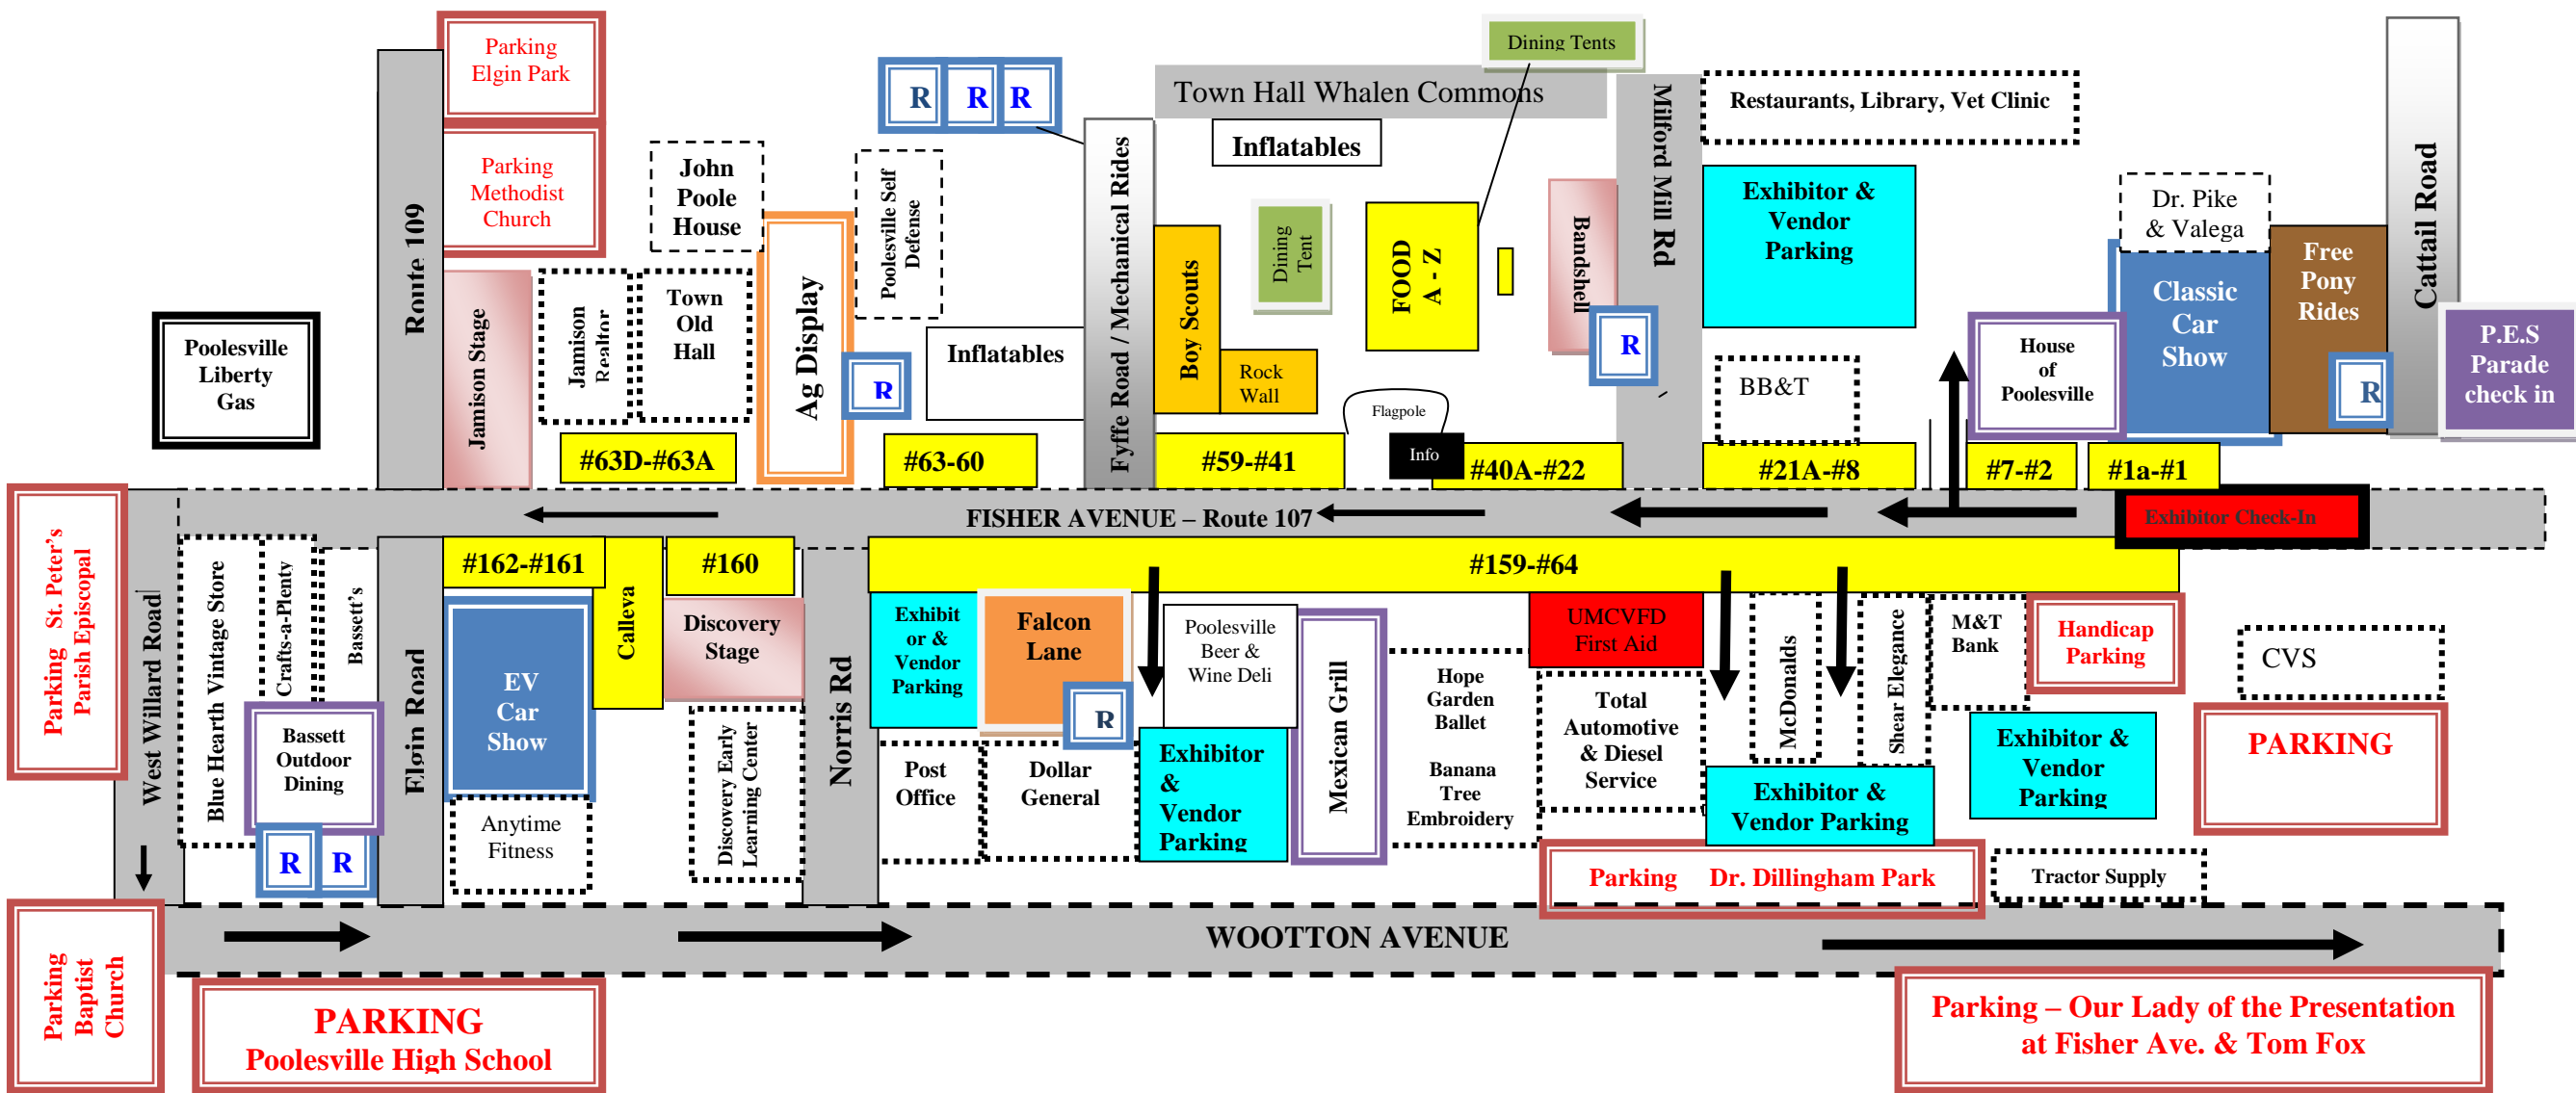 Parking
Elgin Park
Parking
Methodist
Church
Route 109
Poolesville
Liberty
Gas
Jamison Stage
Jamison
Realtor
Town
Old
Hall
John
Poole
House
Ag Display
Poolesville Self
Defense
R
R
R
R
Inflatables
#63D-#63A
#63-60
Fyffe Road / Mechanical Rides
Town Hall Whalen Commons
Dining Tents
Inflatables
Boy Scouts
Rock
Wall
Dining
Tent
FOOD
A - Z
Flagpole
Info
Bandshell
R
#59-#41
#40A-#22
Milford Mill Rd
Restaurants, Library, Vet Clinic
Exhibitor &
Vendor
Parking
BB&T
#21A-#8
House
of
Poolesville
#7-#2
#1a-#1
Dr. Pike
& Valega
Classic
Car
Show
Free
Pony
Rides
R
Cattail Road
P.E.S
Parade
check in
FISHER AVENUE – Route 107
Exhibitor Check-In
Parking St. Peter's
Parish Episcopal
West Willard Road
Blue Hearth Vintage Store
Crafts-a-Plenty
Bassett's
Bassett
Outdoor
Dining
R
R
Elgin Road
#162-#161
EV
Car
Show
Anytime
Fitness
Calleva
#160
Discovery
Stage
Discovery Early
Learning Center
Norris Rd
#159-#64
Exhibit
or &
Vendor
Parking
Falcon
Lane
R
Post
Office
Dollar
General
Poolesville
Beer &
Wine Deli
Exhibitor
&
Vendor
Parking
Mexican Grill
Hope
Garden
Ballet
Banana
Tree
Embroidery
UMCVFD
First Aid
Total
Automotive
& Diesel
Service
McDonalds
Shear Elegance
Exhibitor &
Vendor Parking
M&T
Bank
Handicap
Parking
Exhibitor &
Vendor
Parking
CVS
PARKING
Parking Dr. Dillingham Park
Tractor Supply
WOOTTON AVENUE
Parking
Baptist
Church
PARKING
Poolesville High School
Parking – Our Lady of the Presentation
at Fisher Ave. & Tom Fox